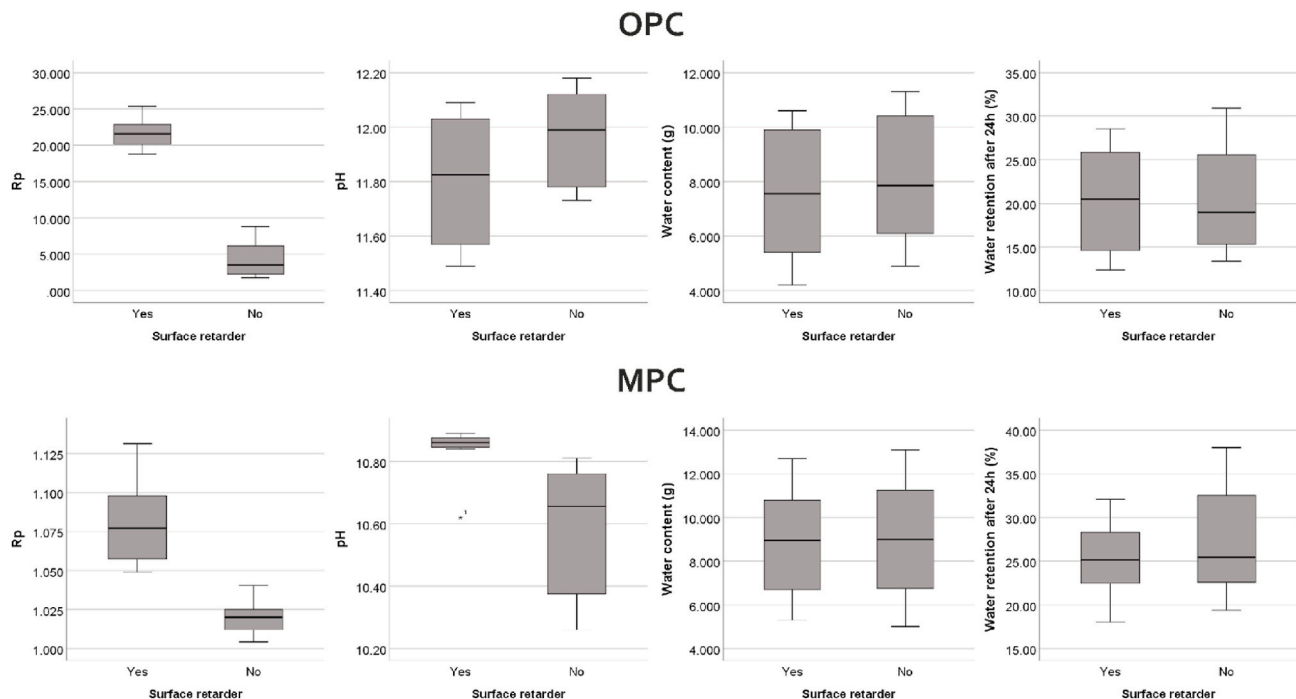 OPC
30.000
25.000
20.000
15.000
10.000
5.000
.000
Rp
Yes No
Surface retarder
12.20
12.00
11.80
11.60
11.40
pH
Yes No
Surface retarder
12.000
10.000
8.000
6.000
4.000
Water content (g)
Yes No
Surface retarder
35.00
30.00
25.00
20.00
15.00
10.00
Water retention after 24h (%)
Yes No
Surface retarder
MPC
1.125
1.100
1.075
1.050
1.025
1.000
Rp
Yes No
Surface retarder
10.80
10.60
10.40
10.20
pH
*1
Yes No
Surface retarder
14.000
12.000
10.000
8.000
6.000
4.000
Water content (g)
Yes No
Surface retarder
40.00
35.00
30.00
25.00
20.00
15.00
Water retention after 24h (%)
Yes No
Surface retarder